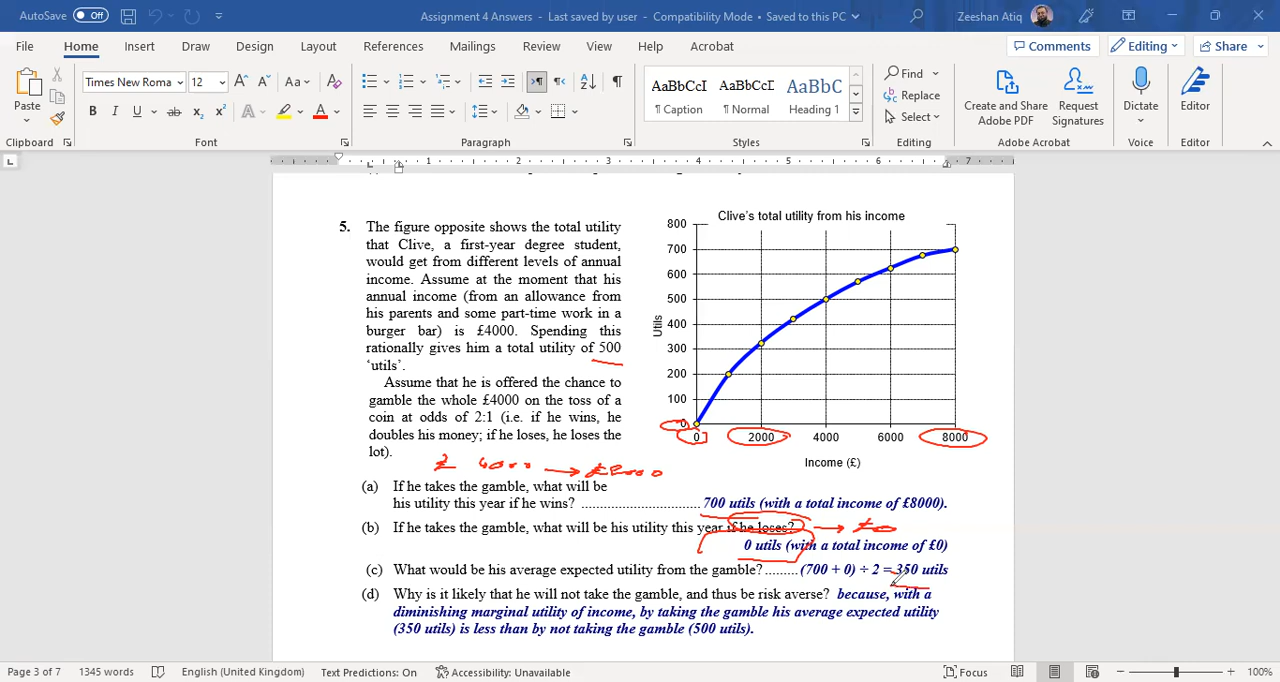 AutoSave Off Assignment 4 Answers - Last saved by user - Compatibility Mode • Saved to this PC Zeeshan Atiq
File Home Insert Draw Design Layout References Mailings Review View Help Acrobat Comments Editing Share
Times New Roma 12 A A Aa A AaBbCcI AaBbCcI AaBbC Find
Paste B I U ab x₂ x² A A ¶ Caption ¶ Normal Heading 1 Replace Create and Share Adobe PDF Request Signatures Dictate Editor
Select
Clipboard Font Paragraph Styles Editing Adobe Acrobat Voice Editor
1 2 3 4 5 6 7
5. The figure opposite shows the total utility
that Clive, a first-year degree student,
would get from different levels of annual
income. Assume at the moment that his
annual income (from an allowance from
his parents and some part-time work in a
burger bar) is £4000. Spending this
rationally gives him a total utility of 500
‘utils’.
Assume that he is offered the chance to
gamble the whole £4000 on the toss of a
coin at odds of 2:1 (i.e. if he wins, he
doubles his money; if he loses, he loses the
lot).
Clive's total utility from his income
800
700
600
500
400
300
200
100
0
Utils
0 2000 4000 6000 8000
Income (£)
£ 4000 → £8000
(a) If he takes the gamble, what will be
his utility this year if he wins? .............................. 700 utils (with a total income of £8000).
(b) If he takes the gamble, what will be his utility this year if he loses? → £0
0 utils (with a total income of £0)
(c) What would be his average expected utility from the gamble? ......... (700 + 0) ÷ 2 = 350 utils
(d) Why is it likely that he will not take the gamble, and thus be risk averse? because, with a
diminishing marginal utility of income, by taking the gamble his average expected utility
(350 utils) is less than by not taking the gamble (500 utils).
Page 3 of 7 1345 words English (United Kingdom) Text Predictions: On Accessibility: Unavailable Focus 100%